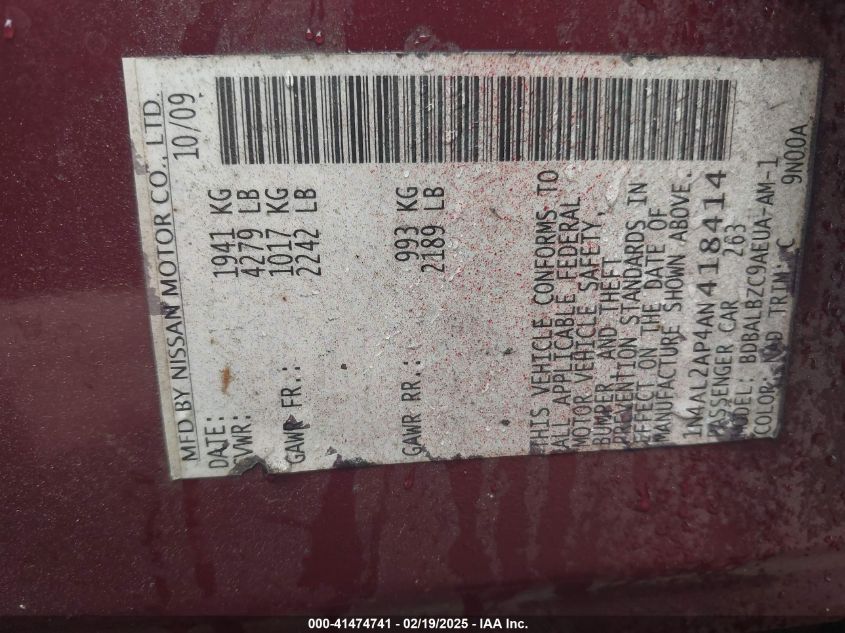 MFD BY NISSAN MOTOR CO., LTD.
DATE: 10/09
GVWR: 1941 KG
4279 LB
GAWR FR.: 1017 KG
2242 LB
GAWR RR.: 993 KG
2189 LB
THIS VEHICLE CONFORMS TO
ALL APPLICABLE FEDERAL
MOTOR VEHICLE SAFETY,
BUMPER AND THEFT
PREVENTION STANDARDS IN
EFFECT ON THE DATE OF
MANUFACTURE SHOWN ABOVE.
1N4AL2AP4AN418414
PASSENGER CAR 263
MODEL: BDBALBZC9AEUA-AM-1
COLOR: NAD TRIM: C 9N00A
000-41474741 / 02/19/2025 - IAA Inc.